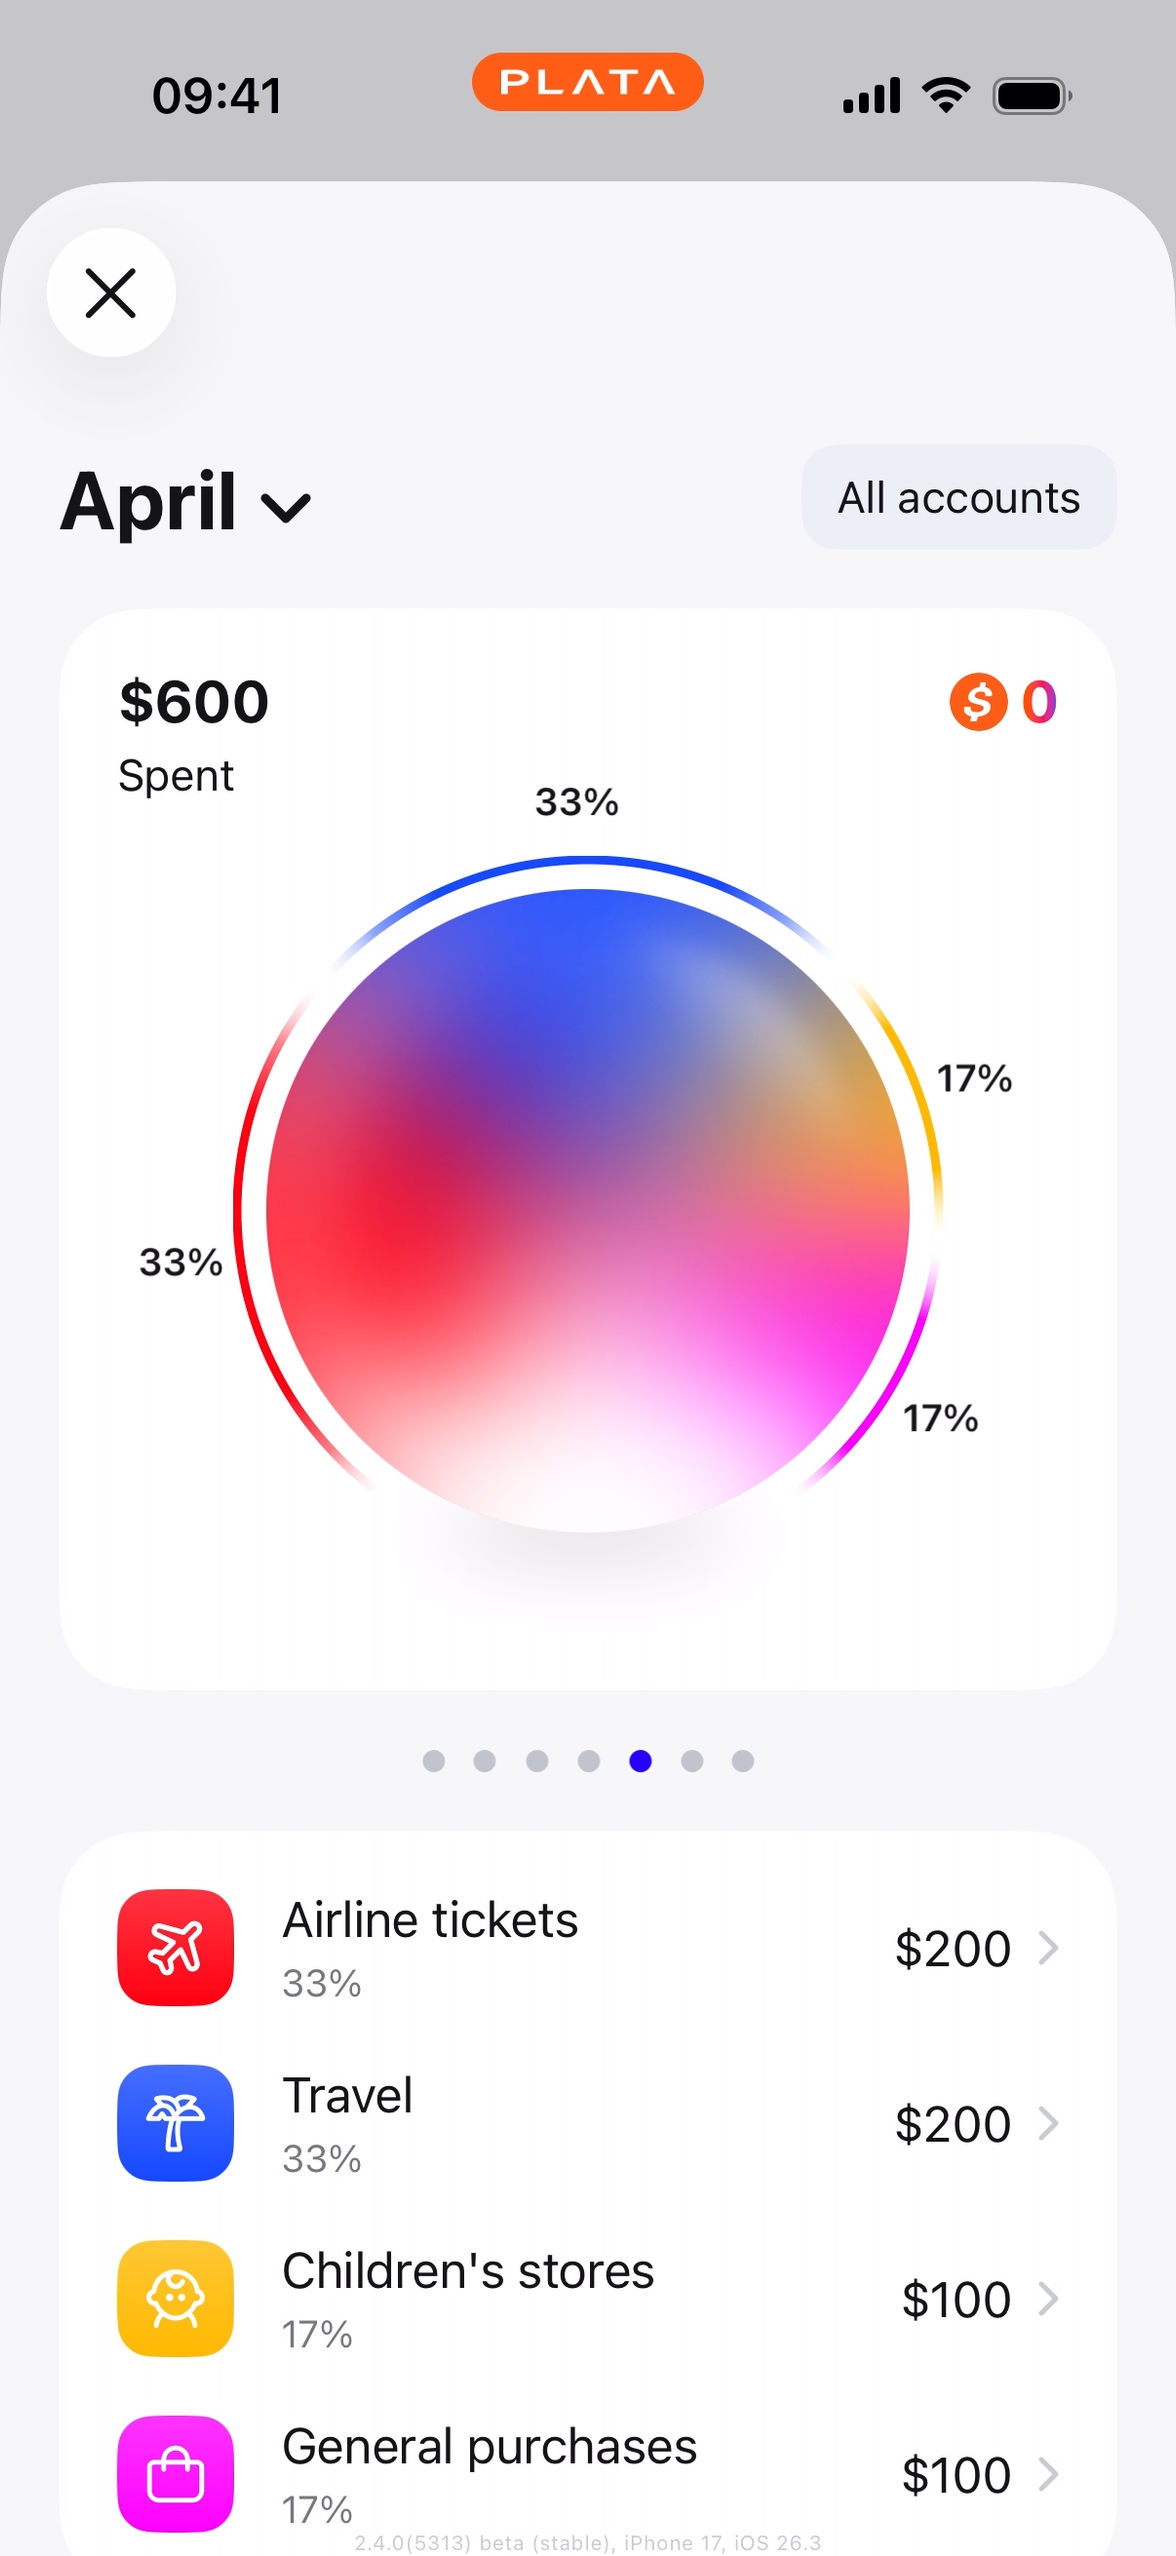 09:41
PLATA
April
All accounts
$600
0
Spent
33%
17%
33%
17%
Airline tickets
33%
$200
Travel
33%
$200
Children's stores
17%
$100
General purchases
17%
$100
2.4.0(5313) beta (stable), iPhone 17, iOS 26.3